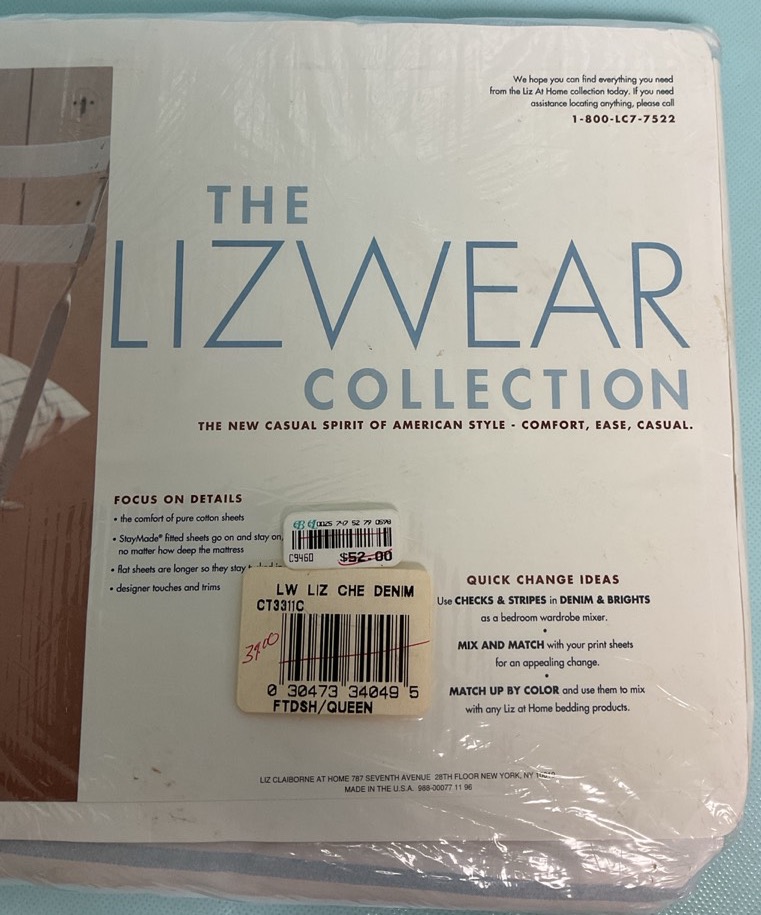 We hope you can find everything you need
from the Liz At Home collection today. If you need
assistance locating anything, please call
1-800-LC7-7522
THE
LIZWEAR
COLLECTION
THE NEW CASUAL SPIRIT OF AMERICAN STYLE - COMFORT, EASE, CASUAL.
FOCUS ON DETAILS
• the comfort of pure cotton sheets
• StayMade® fitted sheets go on and stay on,
no matter how deep the mattress
• flat sheets are longer so they stay
• designer touches and trims
C9460 $52.00
LW LIZ CHE DENIM
CT3311C
39.00
0 30473 34049 5
FTDSH/QUEEN
QUICK CHANGE IDEAS
Use CHECKS & STRIPES in DENIM & BRIGHTS
as a bedroom wardrobe mixer.
•
MIX AND MATCH with your print sheets
for an appealing change.
•
MATCH UP BY COLOR and use them to mix
with any Liz at Home bedding products.
LIZ CLAIBORNE AT HOME 787 SEVENTH AVENUE 28TH FLOOR NEW YORK, NY
MADE IN THE U.S.A. 988-00077 11 96